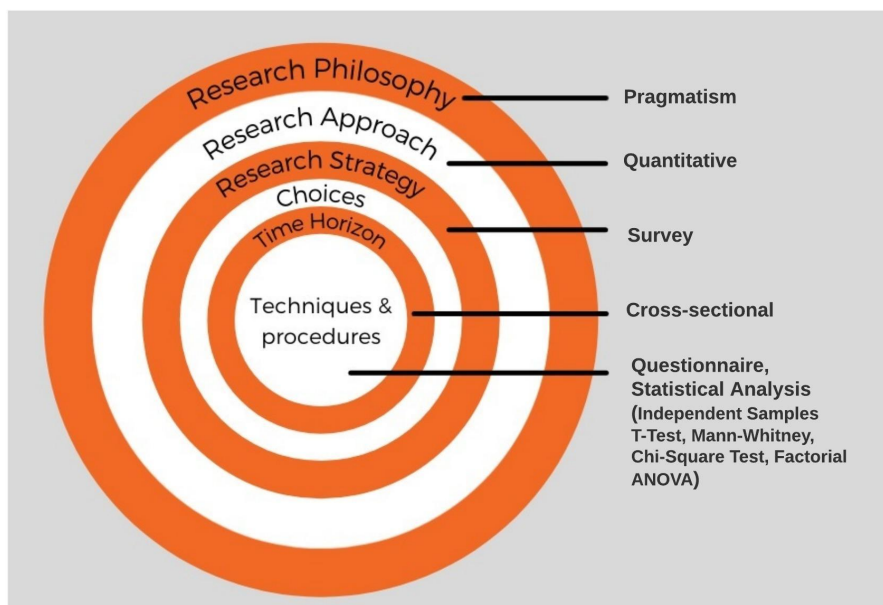 Research Philosophy
Research Approach
Research Strategy
Choices
Time Horizon
Techniques &
procedures
Pragmatism
Quantitative
Survey
Cross-sectional
Questionnaire,
Statistical Analysis
(Independent Samples
T-Test, Mann-Whitney,
Chi-Square Test, Factorial
ANOVA)